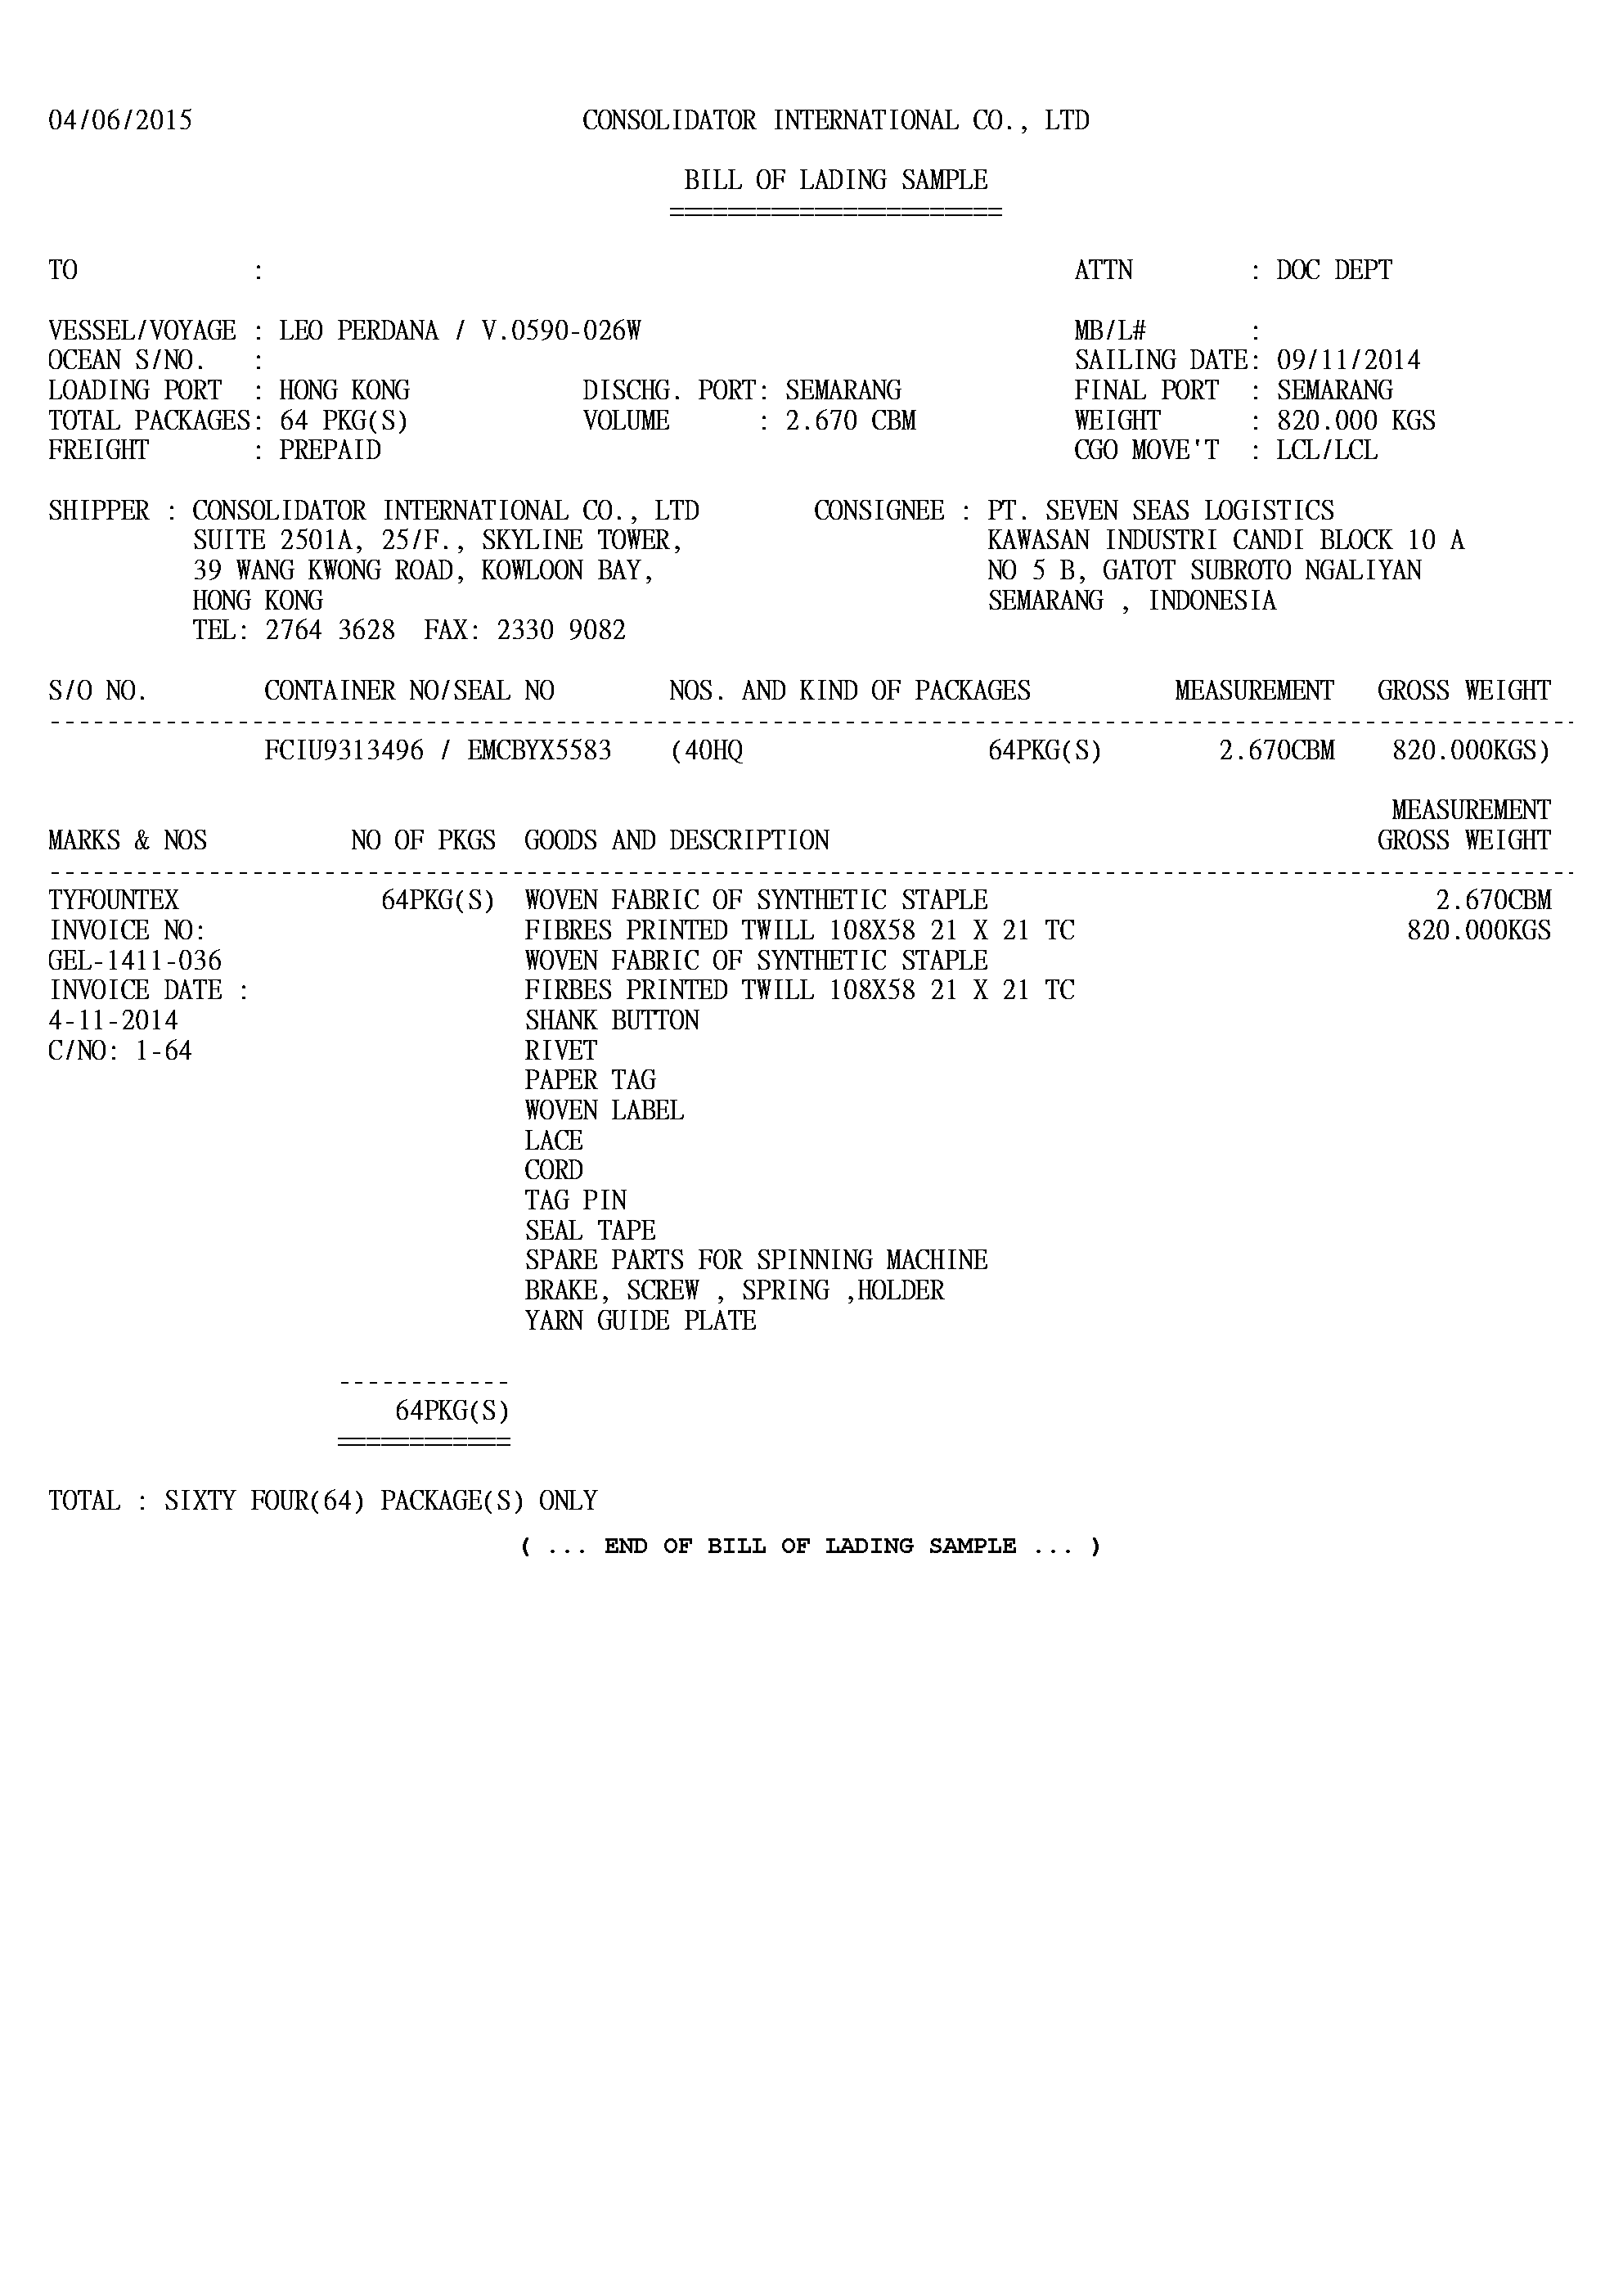 04/06/2015 CONSOLIDATOR INTERNATIONAL CO., LTD
BILL OF LADING SAMPLE
=======================
TO : ATTN : DOC DEPT
VESSEL/VOYAGE : LEO PERDANA / V.0590-026W MB/L# :
OCEAN S/NO. : SAILING DATE: 09/11/2014
LOADING PORT : HONG KONG DISCHG. PORT: SEMARANG FINAL PORT : SEMARANG
TOTAL PACKAGES: 64 PKG(S) VOLUME : 2.670 CBM WEIGHT : 820.000 KGS
FREIGHT : PREPAID CGO MOVE'T : LCL/LCL
SHIPPER : CONSOLIDATOR INTERNATIONAL CO., LTD CONSIGNEE : PT. SEVEN SEAS LOGISTICS
SUITE 2501A, 25/F., SKYLINE TOWER, KAWASAN INDUSTRI CANDI BLOCK 10 A
39 WANG KWONG ROAD, KOWLOON BAY, NO 5 B, GATOT SUBROTO NGALIYAN
HONG KONG SEMARANG , INDONESIA
TEL: 2764 3628 FAX: 2330 9082
S/O NO. CONTAINER NO/SEAL NO NOS. AND KIND OF PACKAGES MEASUREMENT GROSS WEIGHT
FCIU9313496 / EMCBYX5583 (40HQ 64PKG(S) 2.670CBM 820.000KGS)
MEASUREMENT
MARKS & NOS NO OF PKGS GOODS AND DESCRIPTION GROSS WEIGHT
TYFOUNTEX 64PKG(S) WOVEN FABRIC OF SYNTHETIC STAPLE 2.670CBM
INVOICE NO: FIBRES PRINTED TWILL 108X58 21 X 21 TC 820.000KGS
GEL-1411-036 WOVEN FABRIC OF SYNTHETIC STAPLE
INVOICE DATE : FIRBES PRINTED TWILL 108X58 21 X 21 TC
4-11-2014 SHANK BUTTON
C/NO: 1-64 RIVET
PAPER TAG
WOVEN LABEL
LACE
CORD
TAG PIN
SEAL TAPE
SPARE PARTS FOR SPINNING MACHINE
BRAKE, SCREW , SPRING ,HOLDER
YARN GUIDE PLATE
------------
64PKG(S)
============
TOTAL : SIXTY FOUR(64) PACKAGE(S) ONLY
( ... END OF BILL OF LADING SAMPLE ... )